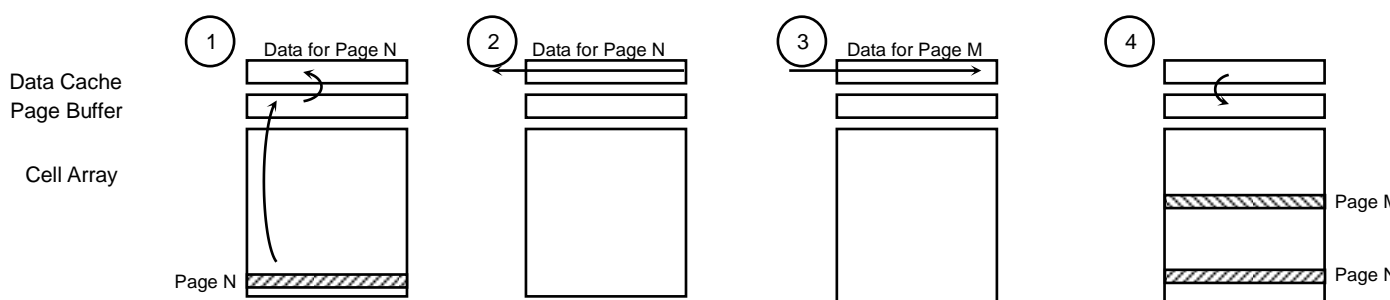 1
Data for Page N
2
Data for Page N
3
Data for Page M
4
Data Cache
Page Buffer
Cell Array
Page M
Page N
Page N